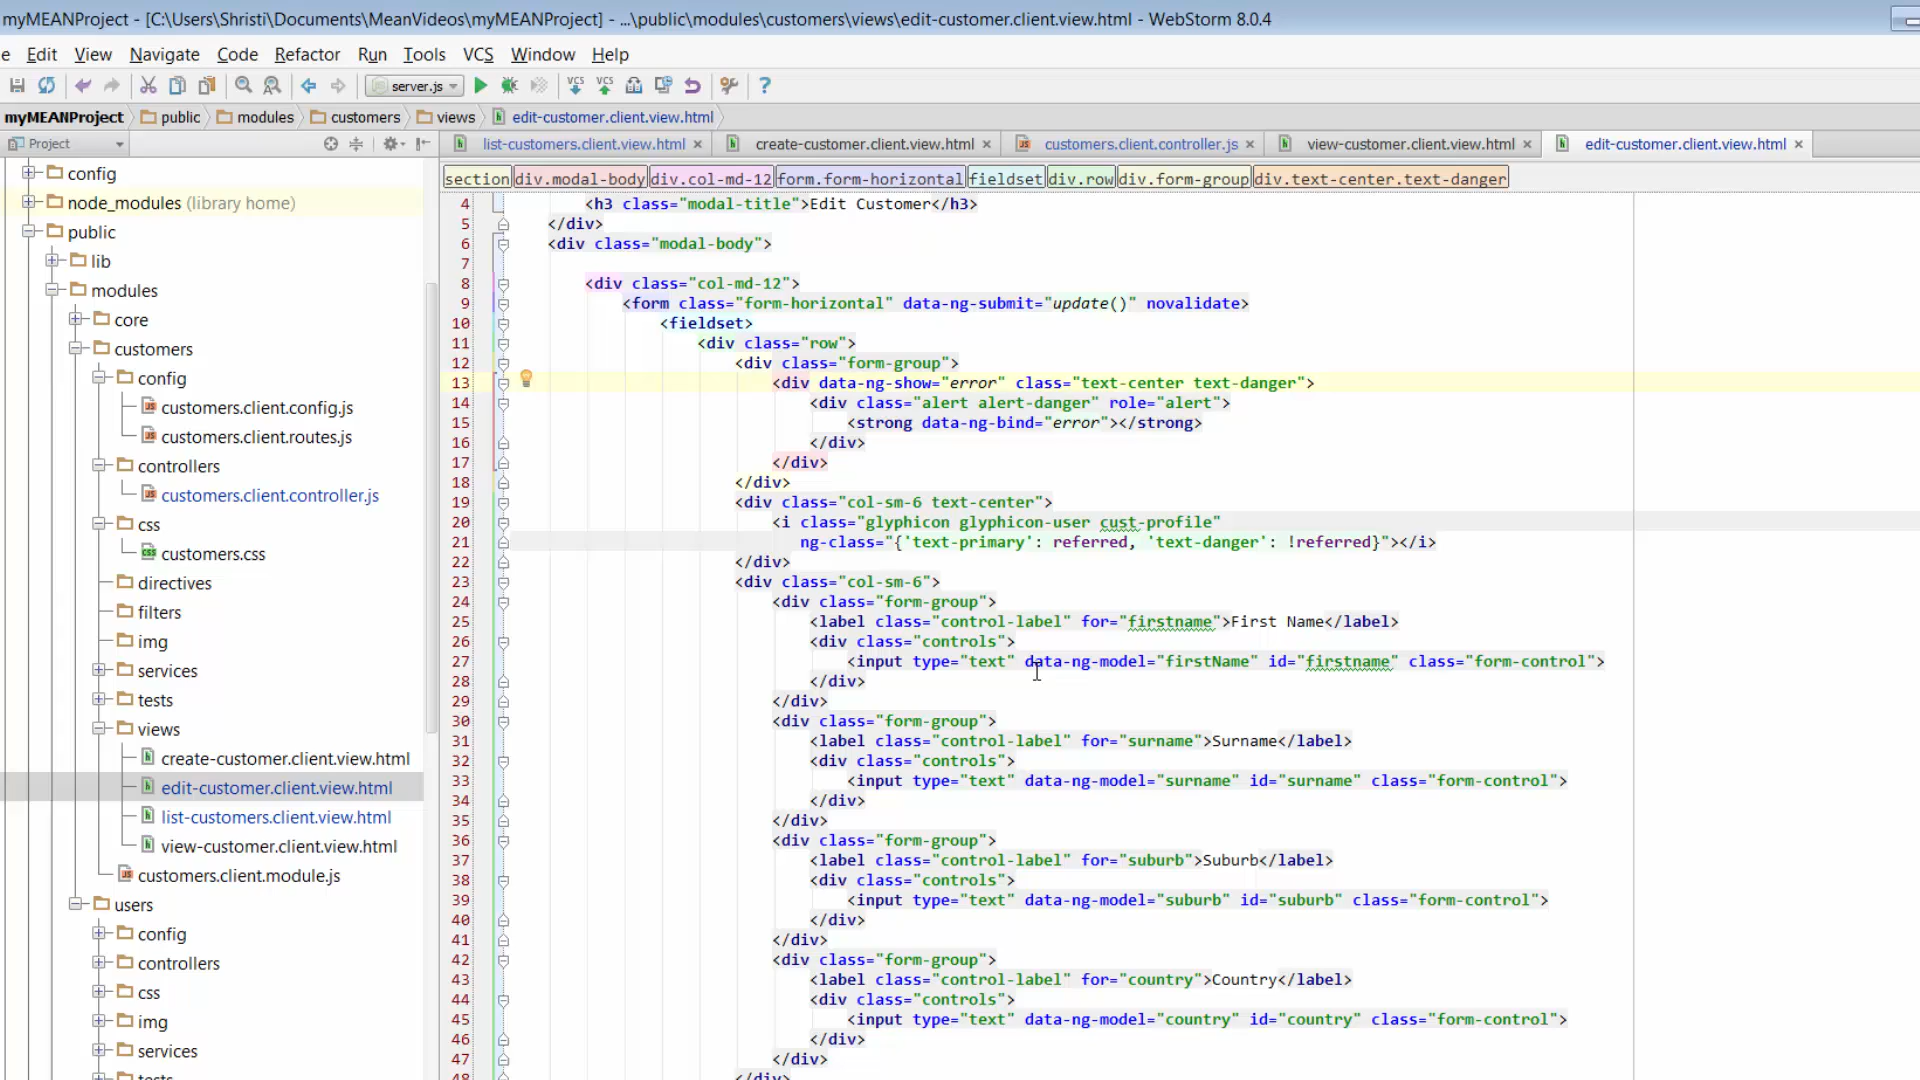 myMEANProject - [C:\Users\Shristi\Documents\MeanVideos\myMEANProject] - ...\public\modules\customers\views\edit-customer.client.view.html - WebStorm 8.0.4
e Edit View Navigate Code Refactor Run Tools VCS Window Help
server.js VCS VCS ?
myMEANProject public modules customers views edit-customer.client.view.html
Project list-customers.client.view.html create-customer.client.view.html customers.client.controller.js view-customer.client.view.html edit-customer.client.view.html
section div.modal-body div.col-md-12 form.form-horizontal fieldset div.row div.form-group div.text-center.text-danger
config
node_modules (library home)
public
lib
modules
core
customers
config
customers.client.config.js
customers.client.routes.js
controllers
customers.client.controller.js
css
customers.css
directives
filters
img
services
tests
views
create-customer.client.view.html
edit-customer.client.view.html
list-customers.client.view.html
view-customer.client.view.html
customers.client.module.js
users
config
controllers
css
img
services
tests
4 <h3 class="modal-title">Edit Customer</h3>
5 </div>
6 <div class="modal-body">
7
8 <div class="col-md-12">
9 <form class="form-horizontal" data-ng-submit="update()" novalidate>
10 <fieldset>
11 <div class="row">
12 <div class="form-group">
13 <div data-ng-show="error" class="text-center text-danger">
14 <div class="alert alert-danger" role="alert">
15 <strong data-ng-bind="error"></strong>
16 </div>
17 </div>
18 </div>
19 <div class="col-sm-6 text-center">
20 <i class="glyphicon glyphicon-user cust-profile"
21 ng-class="{'text-primary': referred, 'text-danger': !referred}"></i>
22 </div>
23 <div class="col-sm-6">
24 <div class="form-group">
25 <label class="control-label" for="firstname">First Name</label>
26 <div class="controls">
27 <input type="text" data-ng-model="firstName" id="firstname" class="form-control">
28 </div>
29 </div>
30 <div class="form-group">
31 <label class="control-label" for="surname">Surname</label>
32 <div class="controls">
33 <input type="text" data-ng-model="surname" id="surname" class="form-control">
34 </div>
35 </div>
36 <div class="form-group">
37 <label class="control-label" for="suburb">Suburb</label>
38 <div class="controls">
39 <input type="text" data-ng-model="suburb" id="suburb" class="form-control">
40 </div>
41 </div>
42 <div class="form-group">
43 <label class="control-label" for="country">Country</label>
44 <div class="controls">
45 <input type="text" data-ng-model="country" id="country" class="form-control">
46 </div>
47 </div>
48 </div>